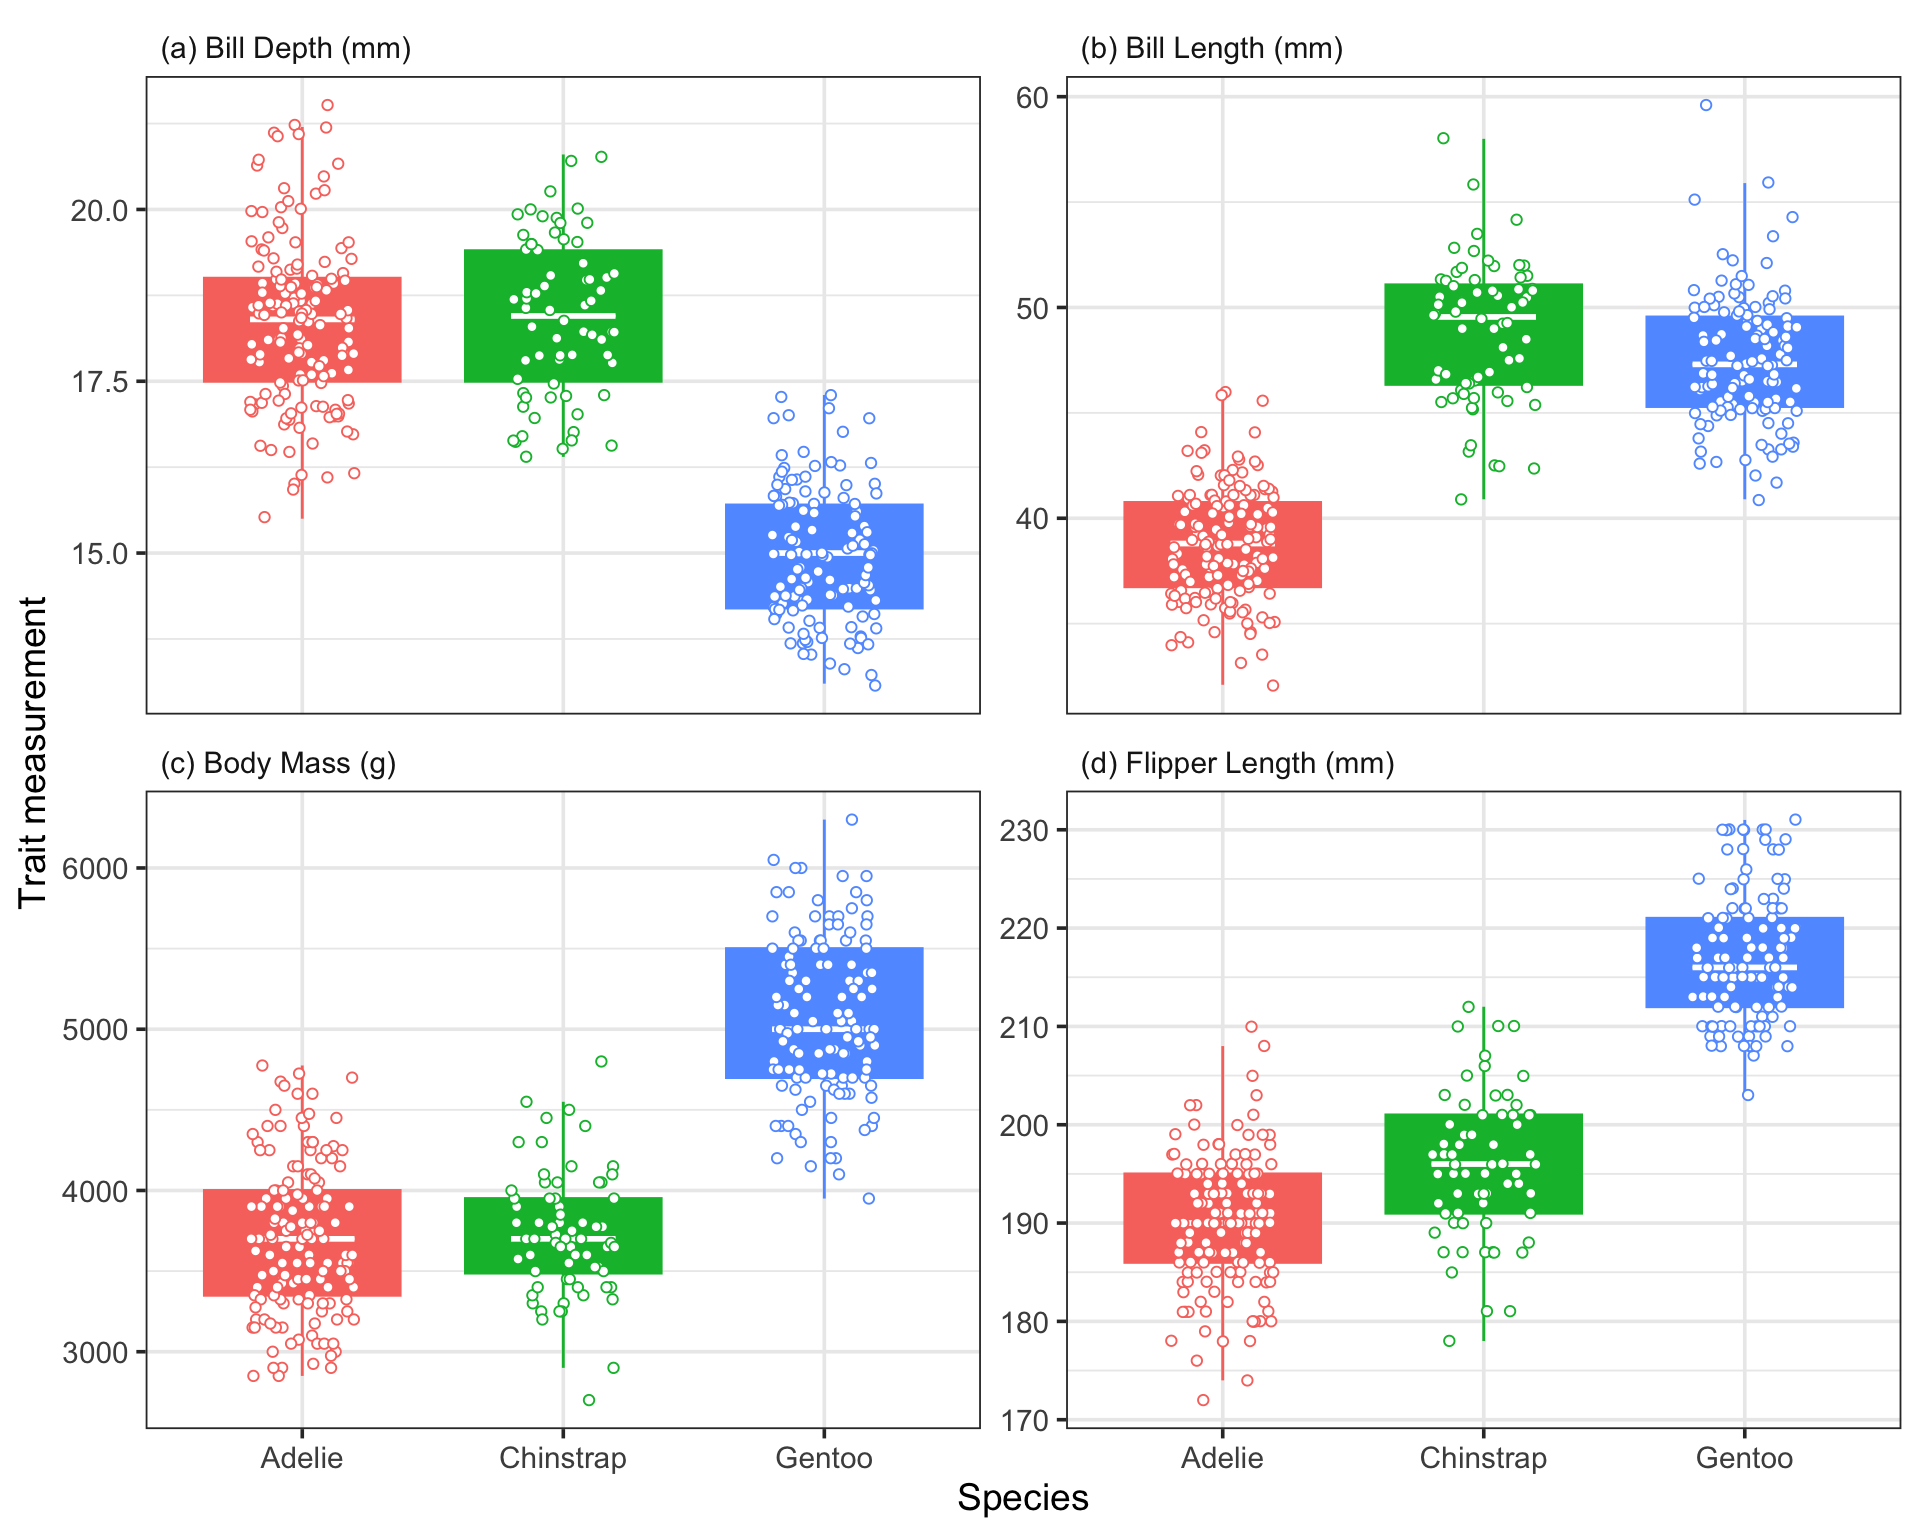 (a) Bill Depth (mm)
(b) Bill Length (mm)
20.0
17.5
15.0
60
50
40
Trait measurement
(c) Body Mass (g)
(d) Flipper Length (mm)
6000
5000
4000
3000
230
220
210
200
190
180
170
Adelie Chinstrap Gentoo
Adelie Chinstrap Gentoo
Species